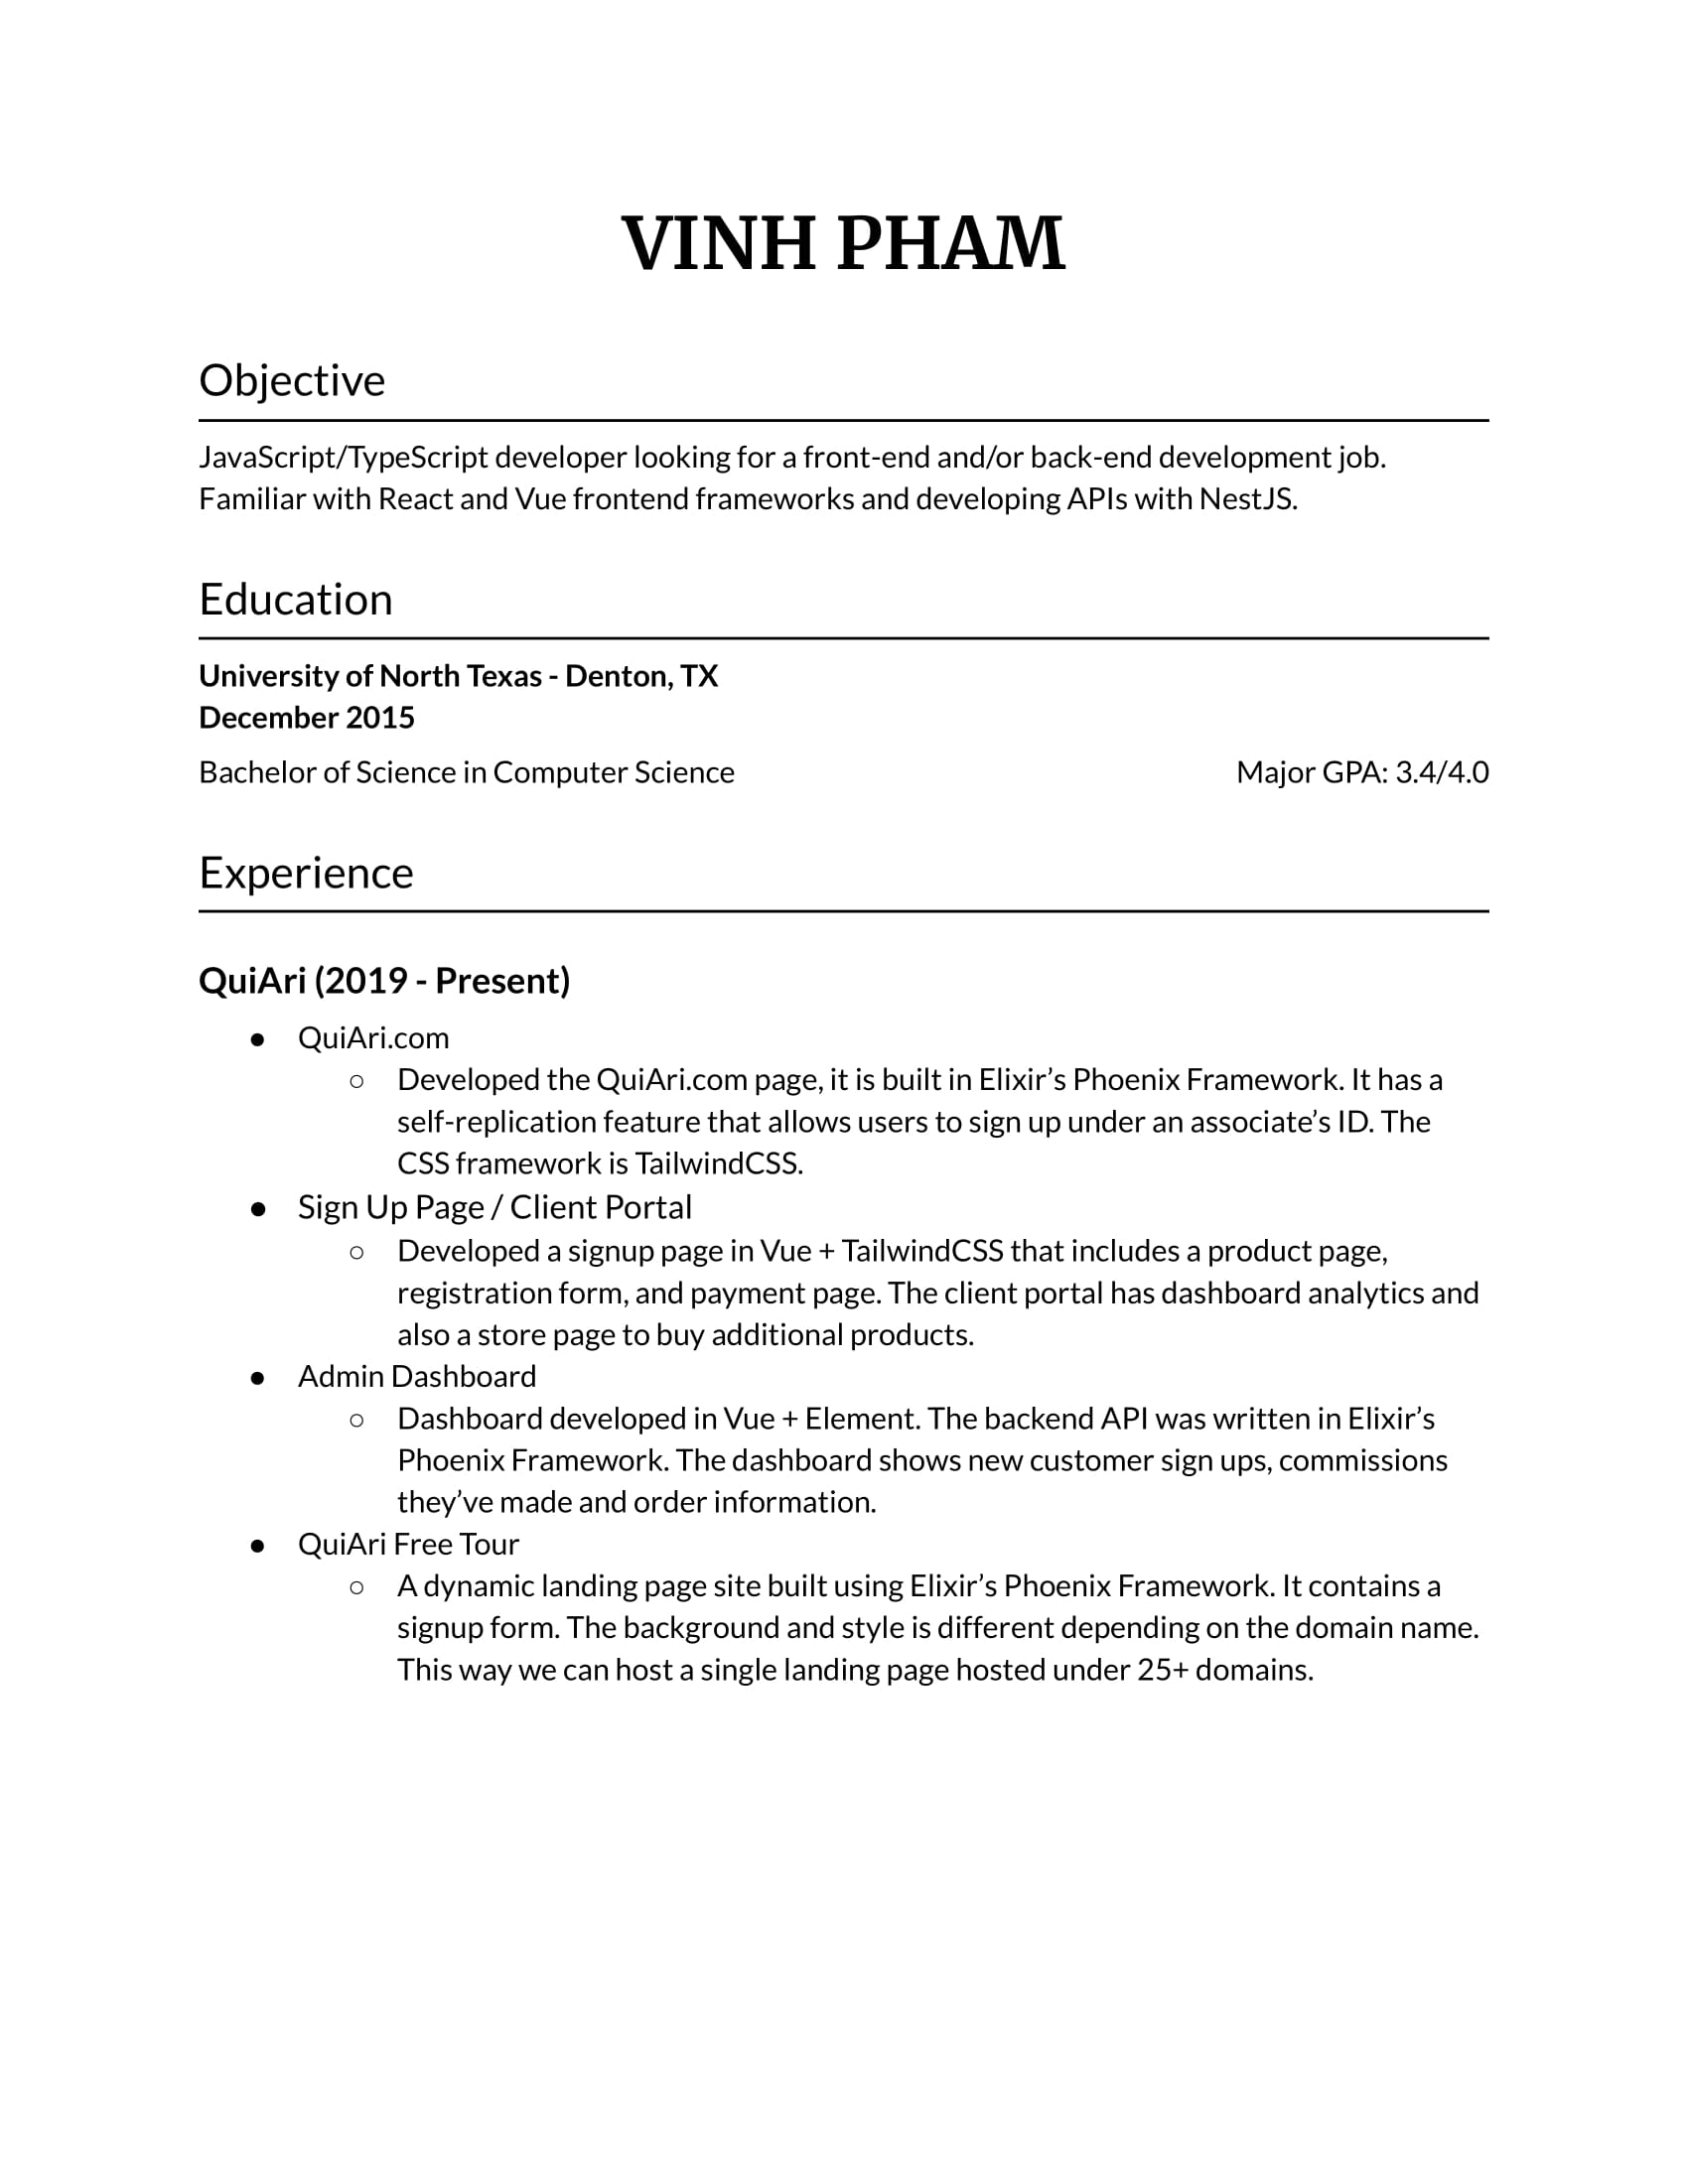 VINH PHAM
Objective
JavaScript/TypeScript developer looking for a front-end and/or back-end development job.
Familiar with React and Vue frontend frameworks and developing APIs with NestJS.
Education
University of North Texas - Denton, TX
December 2015
Bachelor of Science in Computer Science Major GPA: 3.4/4.0
Experience
QuiAri (2019 - Present)
● QuiAri.com
○ Developed the QuiAri.com page, it is built in Elixir’s Phoenix Framework. It has a
self-replication feature that allows users to sign up under an associate’s ID. The
CSS framework is TailwindCSS.
● Sign Up Page / Client Portal
○ Developed a signup page in Vue + TailwindCSS that includes a product page,
registration form, and payment page. The client portal has dashboard analytics and
also a store page to buy additional products.
● Admin Dashboard
○ Dashboard developed in Vue + Element. The backend API was written in Elixir’s
Phoenix Framework. The dashboard shows new customer sign ups, commissions
they’ve made and order information.
● QuiAri Free Tour
○ A dynamic landing page site built using Elixir’s Phoenix Framework. It contains a
signup form. The background and style is different depending on the domain name.
This way we can host a single landing page hosted under 25+ domains.